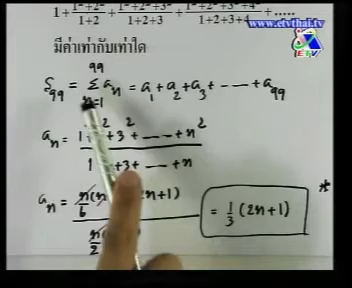 www.etvthai.tv
ETV
1 + (1²+2²)/(1+2) + (1²+2²+3²)/(1+2+3) + (1²+2²+3²+4²)/(1+2+3+4) + .....
มีค่าเท่ากับเท่าใด
S₉₉ = Σ aₙ = a₁ + a₂ + a₃ + - - - + a₉₉
99
n=1
aₙ = 1 + 2² + 3² + - - - + n²
1 +3+ - - - + n
aₙ = n/6 (n 2n+1) = 1/3 (2n+1) *
n/2